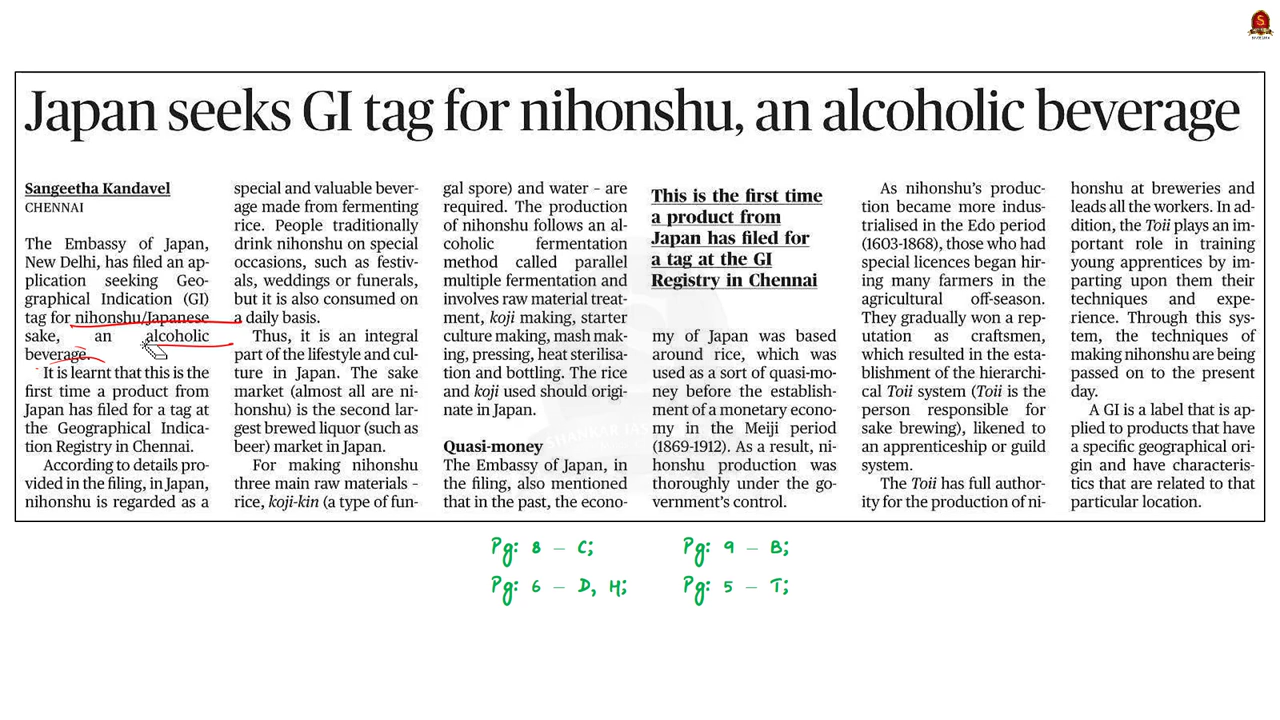 Japan seeks GI tag for nihonshu, an alcoholic beverage
Sangeetha Kandavel
CHENNAI
The Embassy of Japan,
New Delhi, has filed an ap-
plication seeking Geo-
graphical Indication (GI)
tag for nihonshu/Japanese
sake, an alcoholic
beverage.
It is learnt that this is the
first time a product from
Japan has filed for a tag at
the Geographical Indica-
tion Registry in Chennai.
According to details pro-
vided in the filing, in Japan,
nihonshu is regarded as a
special and valuable bever-
age made from fermenting
rice. People traditionally
drink nihonshu on special
occasions, such as festiv-
als, weddings or funerals,
but it is also consumed on
a daily basis.
Thus, it is an integral
part of the lifestyle and cul-
ture in Japan. The sake
market (almost all are ni-
honshu) is the second lar-
gest brewed liquor (such as
beer) market in Japan.
For making nihonshu
three main raw materials –
rice, koji-kin (a type of fun-
gal spore) and water – are
required. The production
of nihonshu follows an al-
coholic fermentation
method called parallel
multiple fermentation and
involves raw material treat-
ment, koji making, starter
culture making, mash mak-
ing, pressing, heat sterilisa-
tion and bottling. The rice
and koji used should origi-
nate in Japan.
Quasi-money
The Embassy of Japan, in
the filing, also mentioned
that in the past, the econo-
This is the first time
a product from
Japan has filed for
a tag at the GI
Registry in Chennai
my of Japan was based
around rice, which was
used as a sort of quasi-mo-
ney before the establish-
ment of a monetary econo-
my in the Meiji period
(1869-1912). As a result, ni-
honshu production was
thoroughly under the go-
vernment's control.
As nihonshu's produc-
tion became more indus-
trialised in the Edo period
(1603-1868), those who had
special licences began hir-
ing many farmers in the
agricultural off-season.
They gradually won a rep-
utation as craftsmen,
which resulted in the esta-
blishment of the hierarchi-
cal Toii system (Toii is the
person responsible for
sake brewing), likened to
an apprenticeship or guild
system.
The Toii has full author-
ity for the production of ni-
honshu at breweries and
leads all the workers. In ad-
dition, the Toii plays an im-
portant role in training
young apprentices by im-
parting upon them their
techniques and expe-
rience. Through this sys-
tem, the techniques of
making nihonshu are being
passed on to the present
day.
A GI is a label that is ap-
plied to products that have
a specific geographical ori-
gin and have characteris-
tics that are related to that
particular location.
Pg: 8 – C; Pg: 9 – B;
Pg: 6 – D, H; Pg: 5 – T;